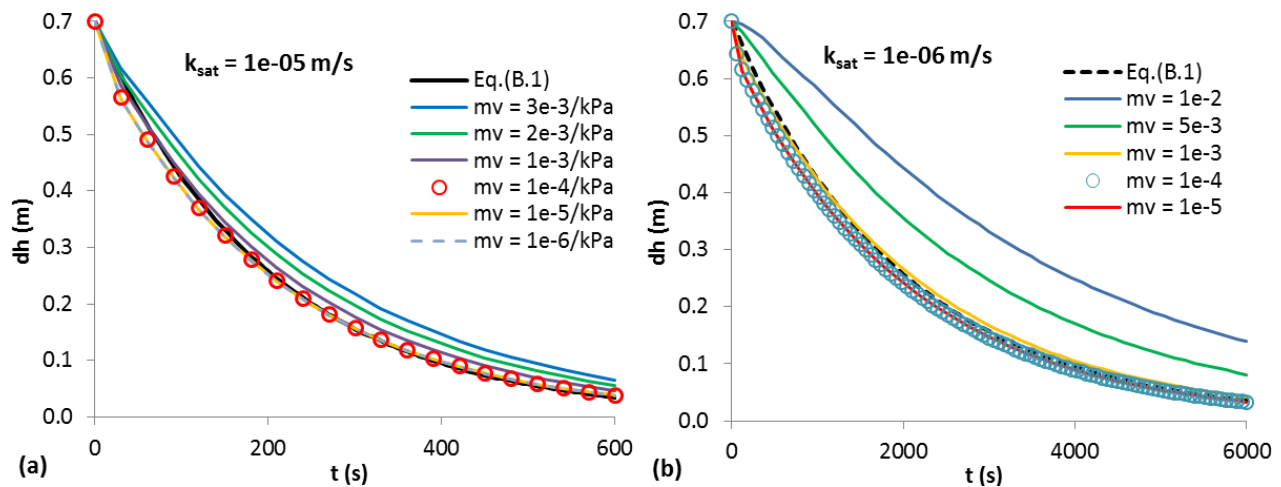 k_sat = 1e-05 m/s
Eq.(B.1)
mv = 3e-3/kPa
mv = 2e-3/kPa
mv = 1e-3/kPa
mv = 1e-4/kPa
mv = 1e-5/kPa
mv = 1e-6/kPa
dh (m)
0.7
0.6
0.5
0.4
0.3
0.2
0.1
0.0
0 200 400 600
t (s)
(a)
k_sat = 1e-06 m/s
Eq.(B.1)
mv = 1e-2
mv = 5e-3
mv = 1e-3
mv = 1e-4
mv = 1e-5
dh (m)
0.7
0.6
0.5
0.4
0.3
0.2
0.1
0.0
0 2000 4000 6000
t (s)
(b)